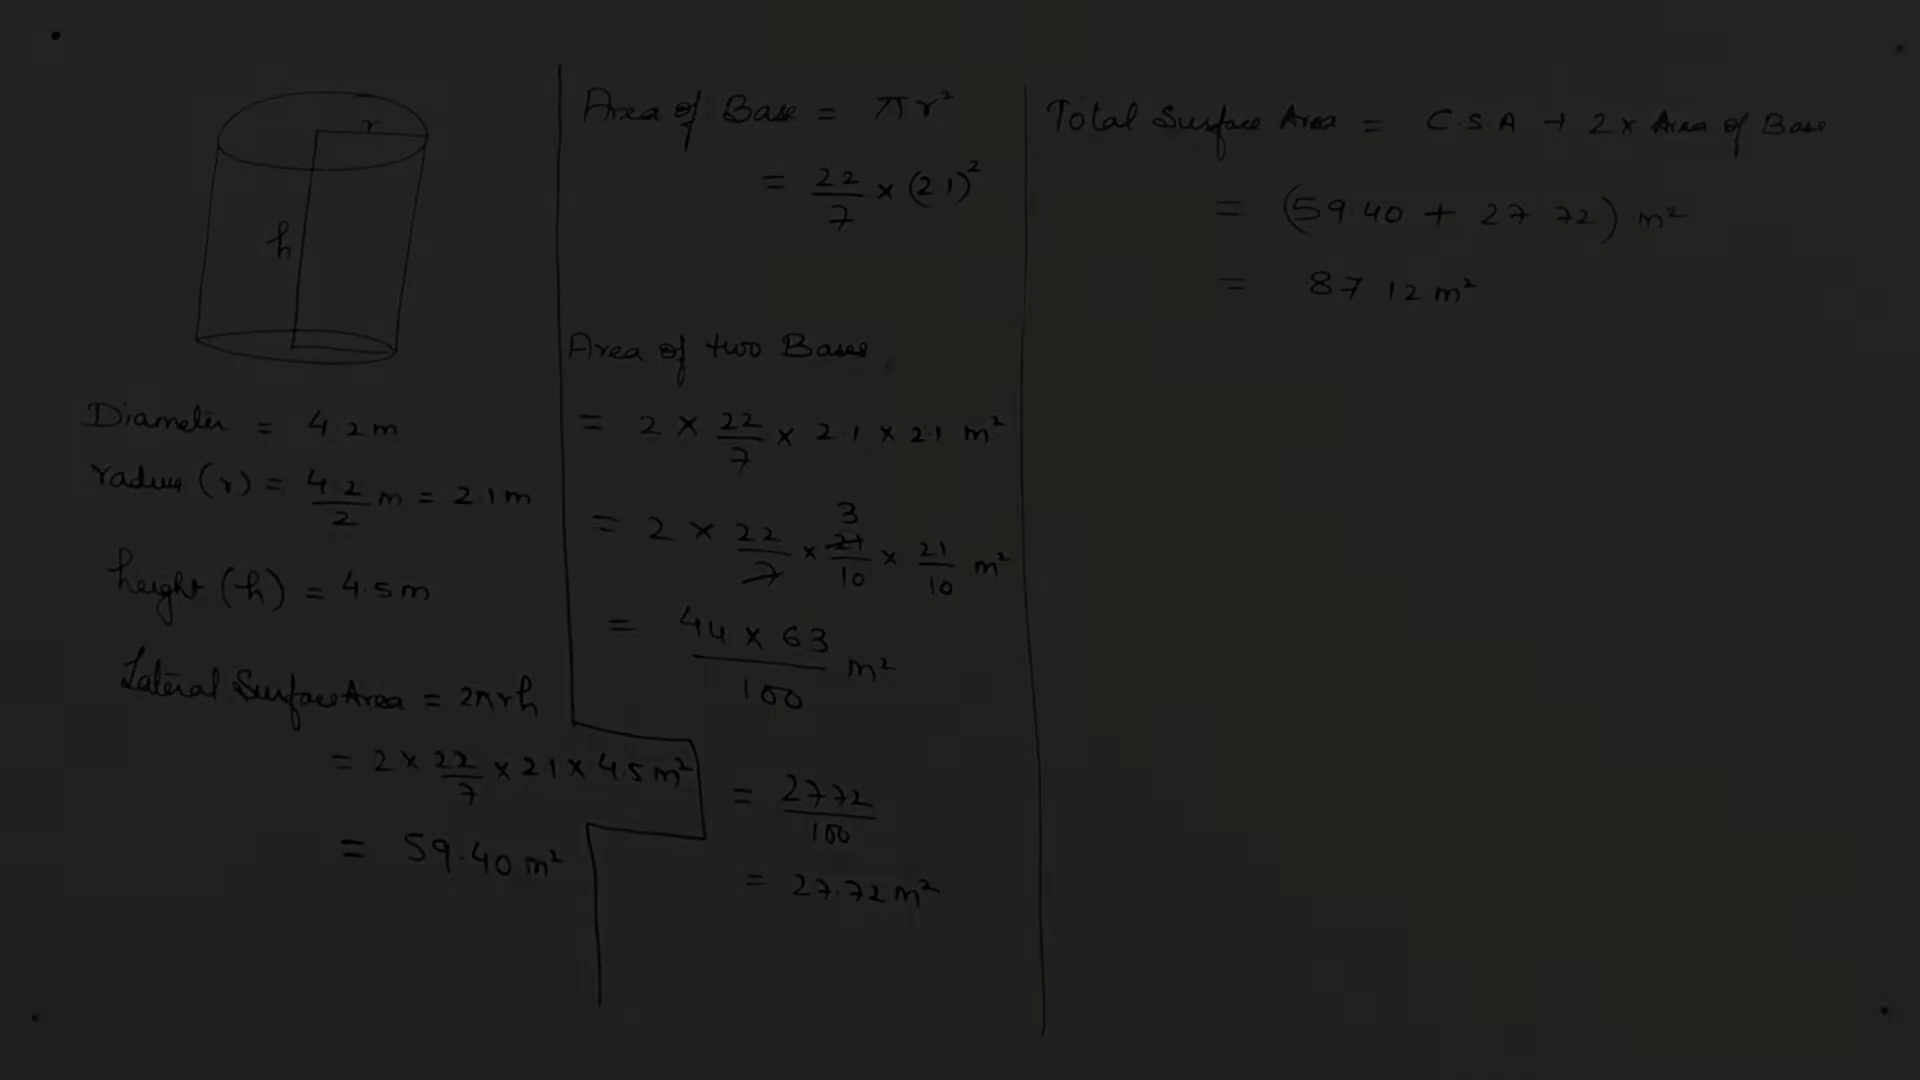 r
h
Diameter = 4.2m
radius (r) = 4.2/2 m = 2.1m
height (h) = 4.5m
Lateral Surface Area = 2πrh
= 2 × 22/7 × 2.1 × 4.5 m²
= 59.40 m²
Area of Base = πr²
= 22/7 × (2.1)²
Area of two Bases
= 2 × 22/7 × 2.1 × 2.1 m²
3
= 2 × 22/7 × 21/10 × 21/10 m²
= 44 × 63/100 m²
= 2772/100
= 27.72 m²
Total Surface Area = C.S.A + 2 × Area of Base
= (59.40 + 27.72) m²
= 87.12 m²